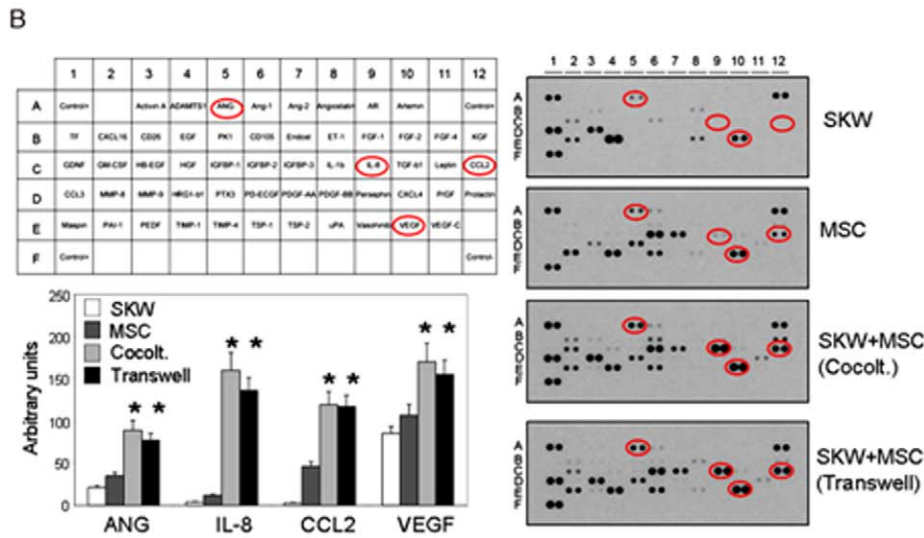 B
1 2 3 4 5 6 7 8 9 10 11 12
A Control+ Activin A ADAMTS1 ANG Ang-1 Ang-2 Angiostatin AR Artemin Control+
B TF CXCL16 CD26 EGF PK1 CD105 Endost ET-1 FGF-1 FGF-2 FGF-4 KGF
C GDNF GM-CSF HB-EGF HGF IGFBP-1 IGFBP-2 IGFBP-3 IL-1b IL-8 TGF-b1 Leptin CCL2
D CCL3 MMP-8 MMP-9 HRG1-b1 PTX3 PD-ECGF PDGF-AA PDGF-BB Persephin CXCL4 PlGF Prolactin
E Maspin PAI-1 PEDF TIMP-1 TIMP-4 TSP-1 TSP-2 uPA Vasohinib VEGF VEGF-C
F Control+ Control-
Arbitrary units
250
200
150
100
50
0
SKW
MSC
Cocolt.
Transwell
* * * * * * * *
ANG IL-8 CCL2 VEGF
1 2 3 4 5 6 7 8 9 10 11 12
A
B
C
D
E
F
SKW
A
B
C
D
E
F
MSC
A
B
C
D
E
F
SKW+MSC
(Cocolt.)
A
B
C
D
E
F
SKW+MSC
(Transwell)